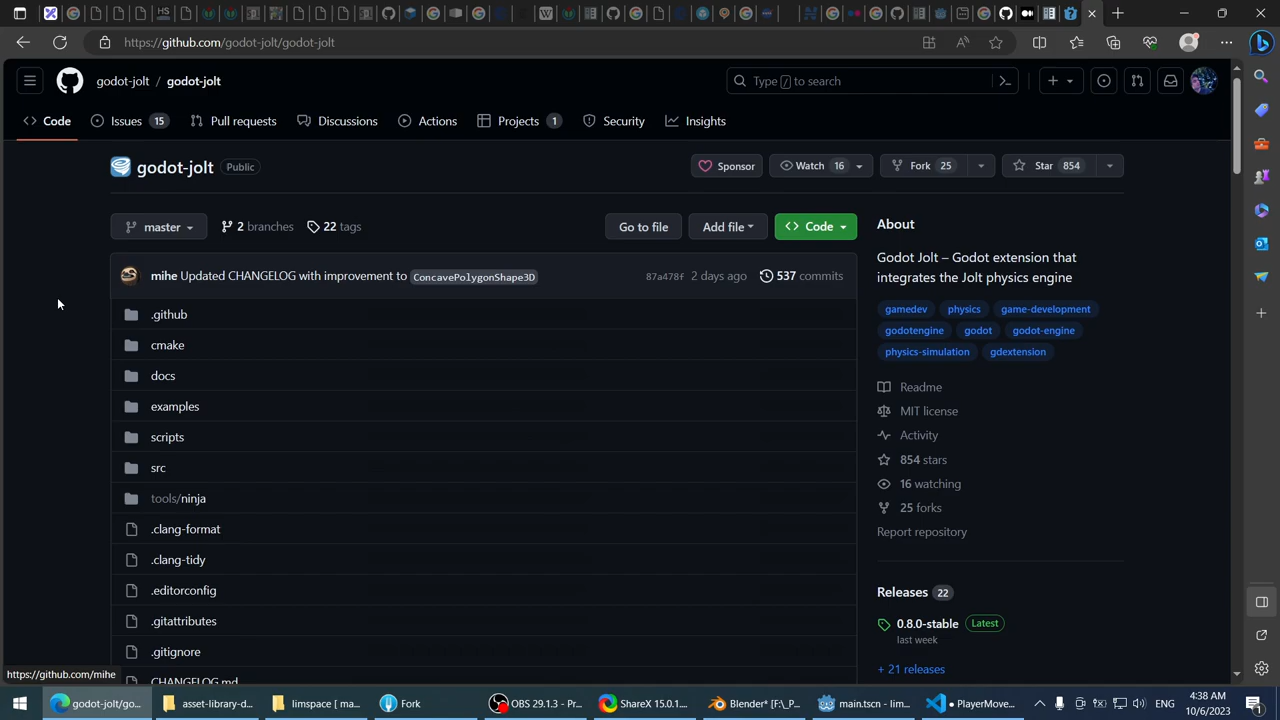 https://github.com/godot-jolt/godot-jolt
godot-jolt / godot-jolt
Type / to search
Code
Issues 15
Pull requests
Discussions
Actions
Projects 1
Security
Insights
godot-jolt Public
Sponsor
Watch 16
Fork 25
Star 854
master
2 branches
22 tags
Go to file
Add file
Code
mihe Updated CHANGELOG with improvement to ConcavePolygonShape3D
87a478f 2 days ago
537 commits
.github
cmake
docs
examples
scripts
src
tools/ninja
.clang-format
.clang-tidy
.editorconfig
.gitattributes
.gitignore
CHANGELOG.md
About
Godot Jolt – Godot extension that
integrates the Jolt physics engine
gamedev physics game-development
godotengine godot godot-engine
physics-simulation gdextension
Readme
MIT license
Activity
854 stars
16 watching
25 forks
Report repository
Releases 22
0.8.0-stable Latest
last week
+ 21 releases
https://github.com/mihe
godot-jolt/go...
asset-library-d...
limspace [ ma...
Fork
OBS 29.1.3 - Pr...
ShareX 15.0.1...
Blender* [F:\_P...
main.tscn - lim...
● PlayerMove...
ENG
4:38 AM
10/6/2023